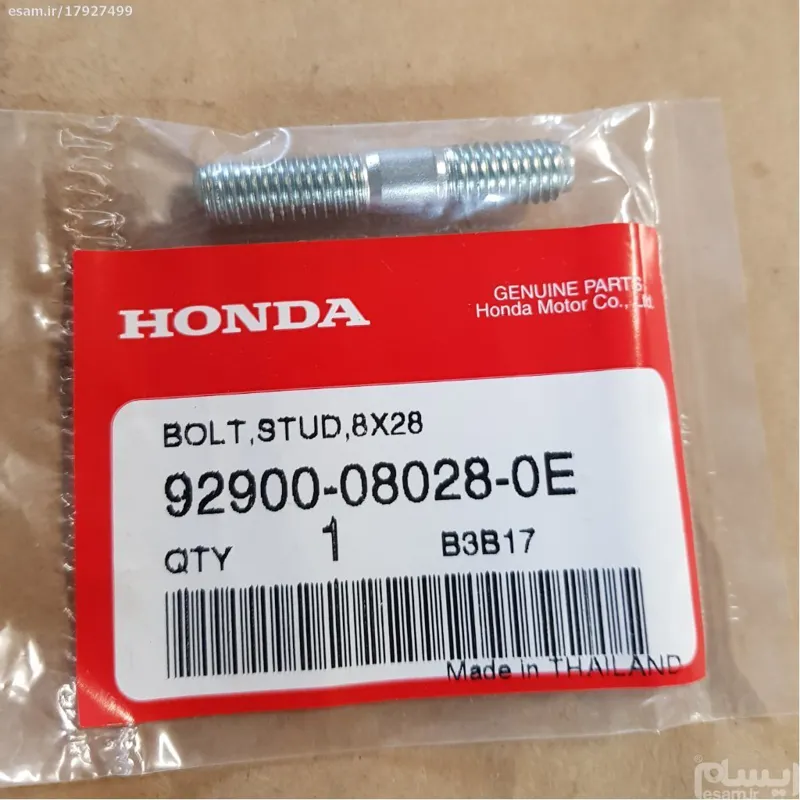 esam.ir/17927499
HONDA
GENUINE PARTS
Honda Motor Co., Ltd.
BOLT,STUD,8X28
92900-08028-0E
QTY 1 B3B17
Made in THAILAND
ایسام
esam.ir